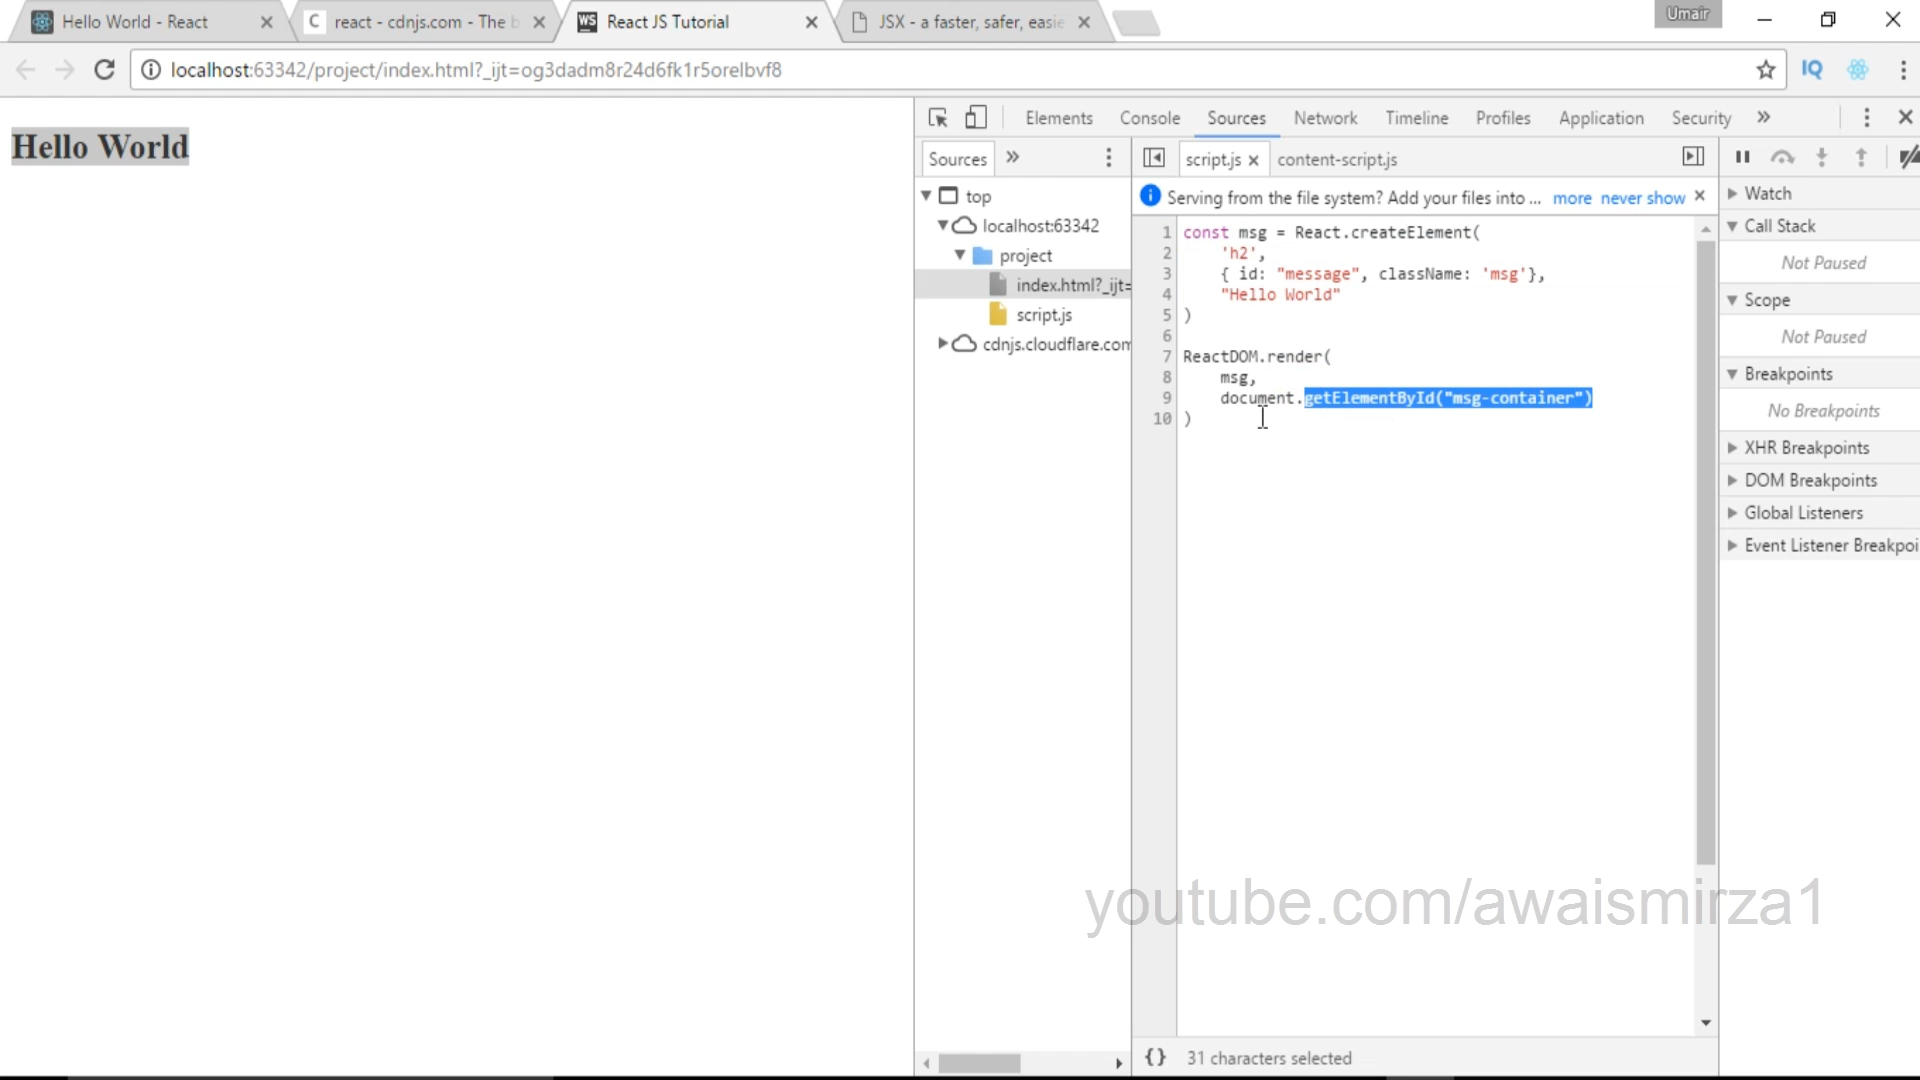 Hello World - React
react - cdnjs.com - The b
React JS Tutorial
JSX - a faster, safer, easie
Umair
localhost:63342/project/index.html?_ijt=og3dadm8r24d6fk1r5orelbvf8
IQ
Hello World
Elements Console Sources Network Timeline Profiles Application Security »
Sources »
script.js
content-script.js
Serving from the file system? Add your files into ... more never show
top
localhost:63342
project
index.html?_ijt=
script.js
cdnjs.cloudflare.com
1 const msg = React.createElement(
2 'h2',
3 { id: "message", className: 'msg'},
4 "Hello World"
5 )
6
7 ReactDOM.render(
8 msg,
9 document.getElementById("msg-container")
10 )
Watch
Call Stack
Not Paused
Scope
Not Paused
Breakpoints
No Breakpoints
XHR Breakpoints
DOM Breakpoints
Global Listeners
Event Listener Breakpoi
youtube.com/awaismirza1
{} 31 characters selected